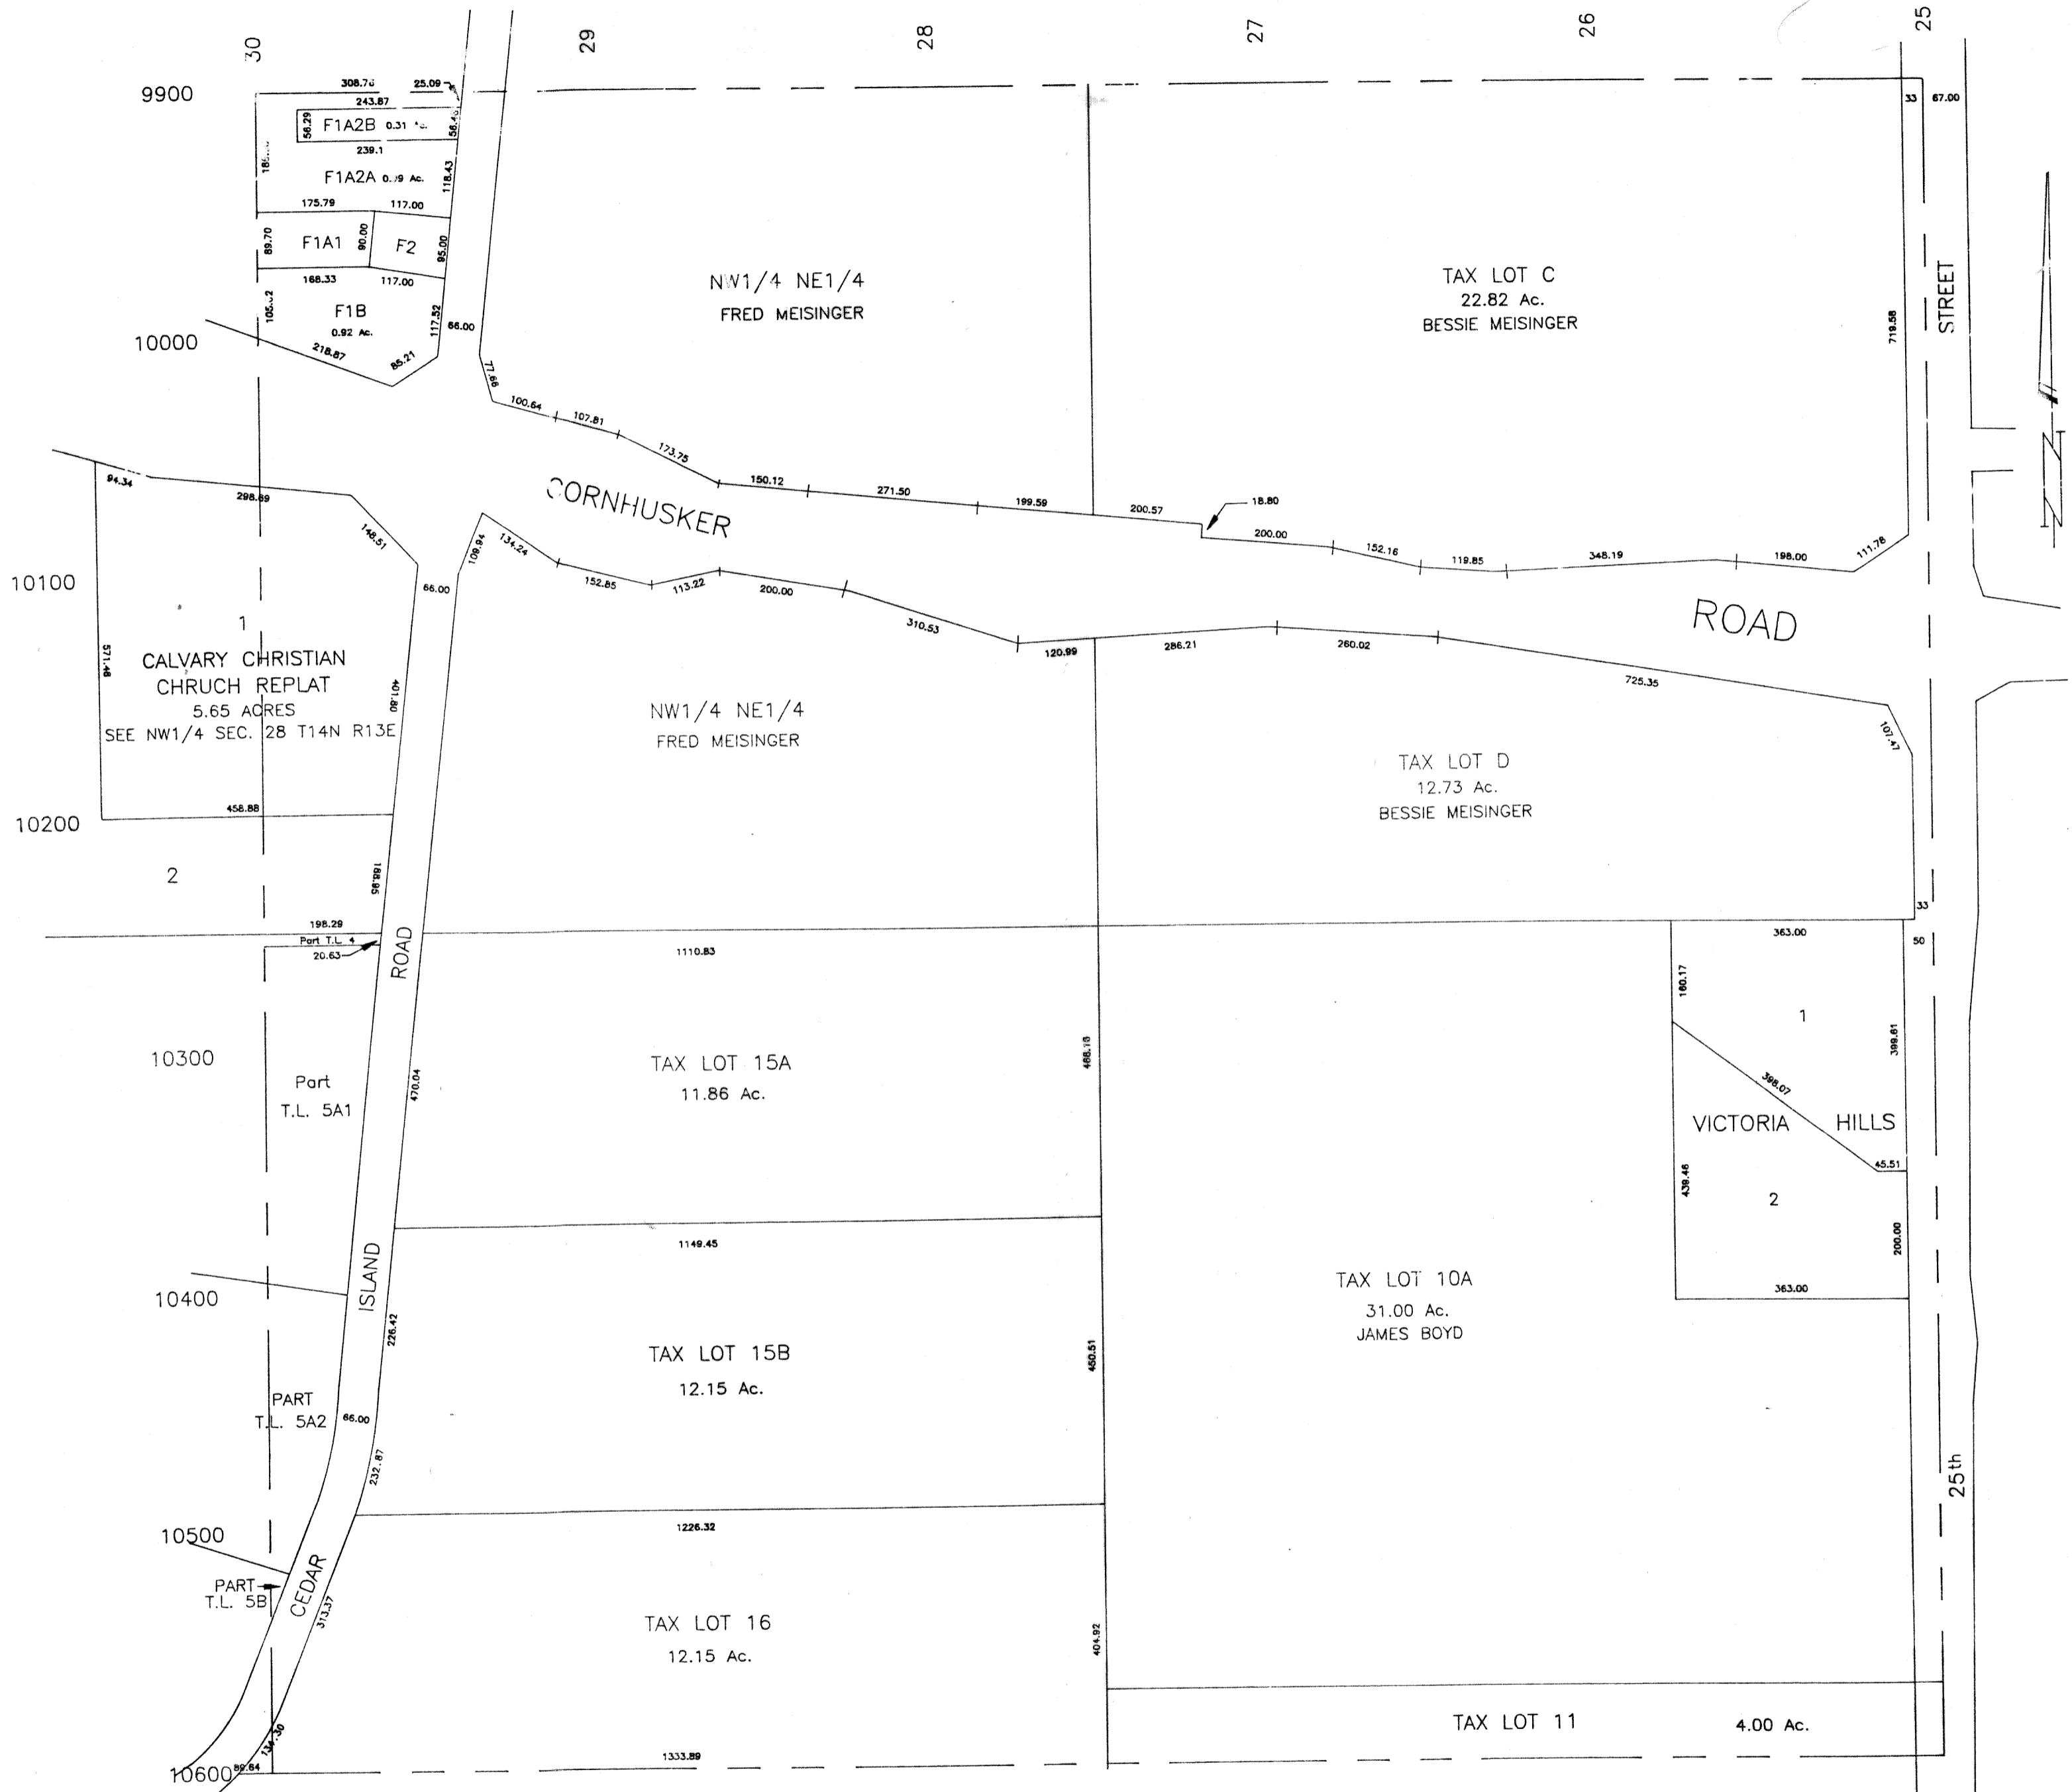 30
29
28
27
26
25
9900
308.76
25.09
243.87
56.29
F1A2B
239.1
F1A2A
118.43
175.79
117.00
89.70
F1A1
90.00
F2
95.00
168.33
117.00
F1B
0.92 Ac.
117.52
66.00
10000
218.87
85.21
77.66
100.64
107.81
173.75
150.12
271.50
199.59
200.57
18.80
200.00
152.16
119.85
348.19
198.00
111.78
NW1/4 NE1/4
FRED MEISINGER
TAX LOT C
22.82 Ac.
BESSIE MEISINGER
33
67.00
719.58
STREET
N
CORNHUSKER
ROAD
94.34
298.69
148.51
109.94
134.24
152.85
113.22
200.00
310.53
120.99
286.21
260.02
725.35
107.47
10100
66.00
1
CALVARY CHRISTIAN
CHRUCH REPLAT
5.65 ACRES
SEE NW1/4 SEC. 28 T14N R13E
571.48
401.80
458.88
10200
2
188.95
NW1/4 NE1/4
FRED MEISINGER
TAX LOT D
12.73 Ac.
BESSIE MEISINGER
33
198.29
Part T.L. 4
20.63
ROAD
1110.83
363.00
50
160.17
1
399.61
10300
Part
T.L. 5A1
470.04
TAX LOT 15A
11.86 Ac.
398.07
VICTORIA HILLS
45.51
439.46
2
200.00
363.00
1149.45
ISLAND
10400
226.42
TAX LOT 15B
12.15 Ac.
450.51
TAX LOT 10A
31.00 Ac.
JAMES BOYD
PART
T.L. 5A2
66.00
232.87
25th
10500
1226.32
PART
T.L. 5B
CEDAR
313.37
TAX LOT 16
12.15 Ac.
404.92
TAX LOT 11
4.00 Ac.
10600
89.64
1333.89